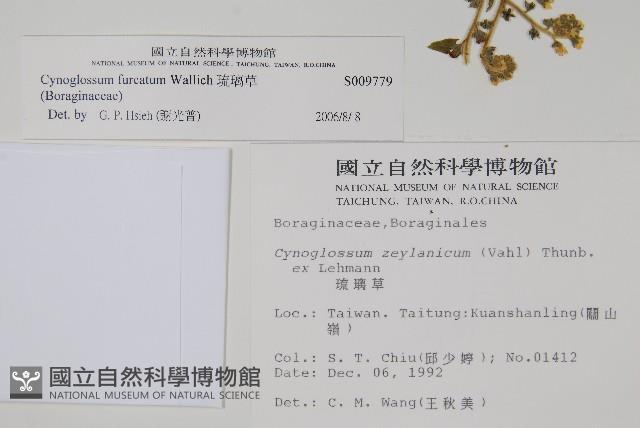 國立自然科學博物館
NATIONAL MUSEUM OF NATURAL SCIENCE, TAICHUNG, TAIWAN, R.O.CHINA
Cynoglossum furcatum Wallich 琉璃草 S009779
(Boraginaceae)
Det. by G. P. Hsieh (謝光普) 2006/8/ 8
國立自然科學博物館
NATIONAL MUSEUM OF NATURAL SCIENCE
TAICHUNG, TAIWAN, R.O.CHINA
Boraginaceae,Boraginales
Cynoglossum zeylanicum (Vahl) Thunb.
ex Lehmann
琉璃草
Loc.: Taiwan. Taitung:Kuanshanling(關山
嶺)
Col.: S. T. Chiu(邱少婷); No.01412
Date: Dec. 06, 1992
Det.: C. M. Wang(王秋美)
國立自然科學博物館
NATIONAL MUSEUM OF NATURAL SCIENCE